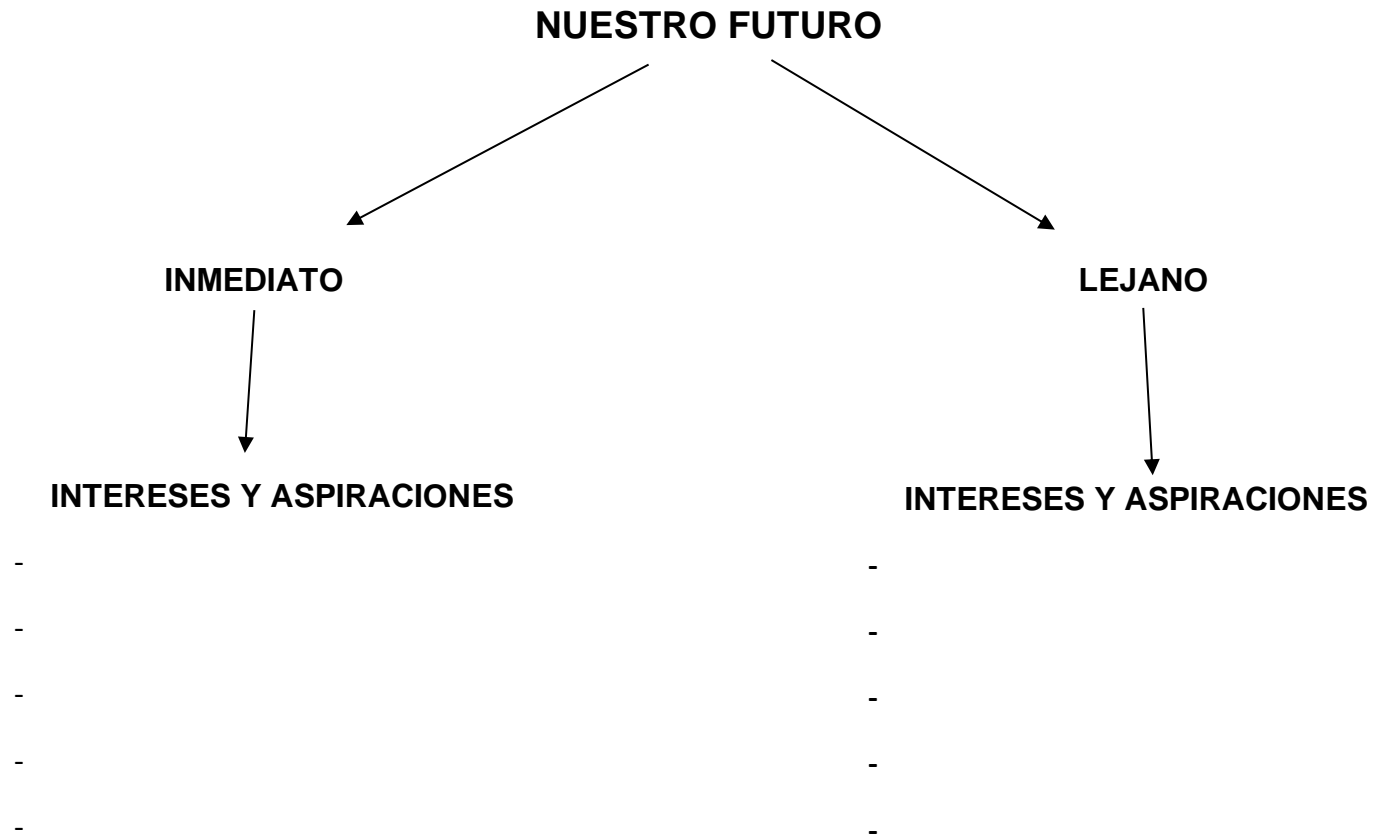 NUESTRO FUTURO
INMEDIATO
LEJANO
INTERESES Y ASPIRACIONES
-
-
-
-
-
INTERESES Y ASPIRACIONES
-
-
-
-
-